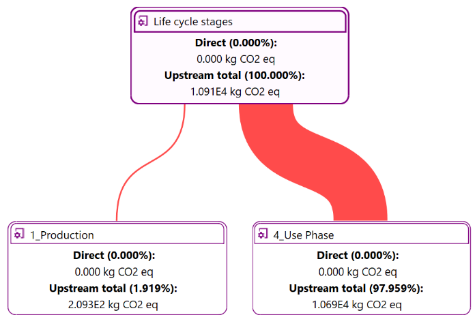 Life cycle stages
Direct (0.000%):
0.000 kg CO2 eq
Upstream total (100.000%):
1.091E4 kg CO2 eq
1_Production
Direct (0.000%):
0.000 kg CO2 eq
Upstream total (1.919%):
2.093E2 kg CO2 eq
4_Use Phase
Direct (0.000%):
0.000 kg CO2 eq
Upstream total (97.959%):
1.069E4 kg CO2 eq